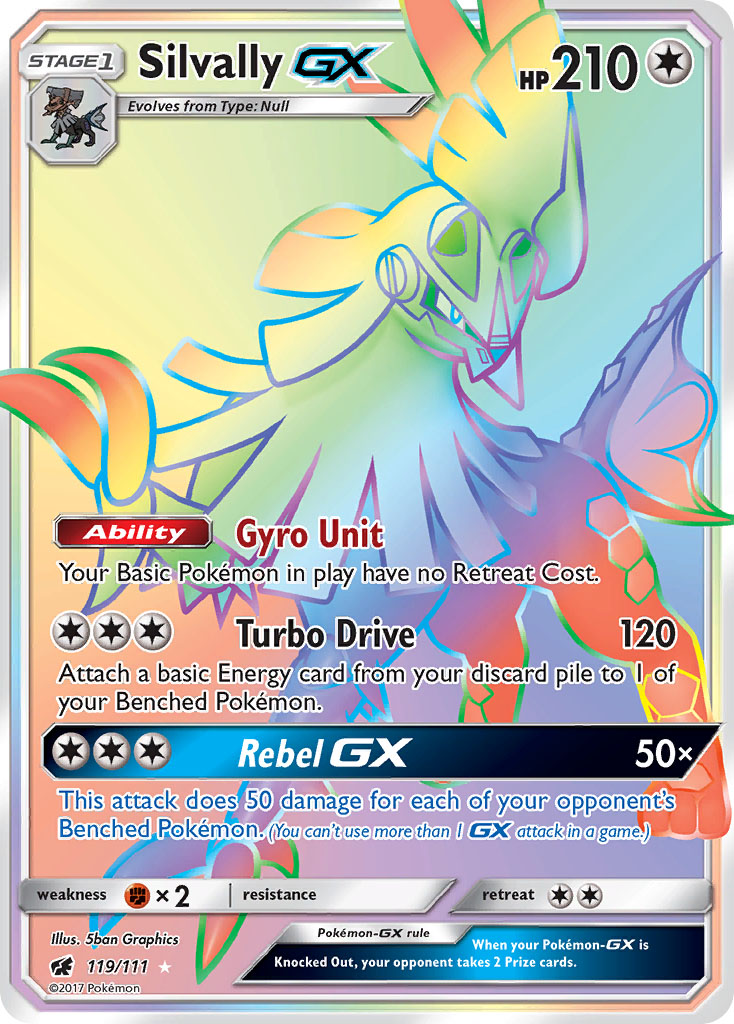 STAGE1 Silvally GX HP210
Evolves from Type: Null
Ability Gyro Unit
Your Basic Pokémon in play have no Retreat Cost.
Turbo Drive 120
Attach a basic Energy card from your discard pile to 1 of
your Benched Pokémon.
Rebel GX 50×
This attack does 50 damage for each of your opponent's
Benched Pokémon. (You can't use more than 1 GX attack in a game.)
weakness × 2 resistance retreat
Illus. 5ban Graphics
Pokémon-GX rule
When your Pokémon-GX is
Knocked Out, your opponent takes 2 Prize cards.
119/111
©2017 Pokémon